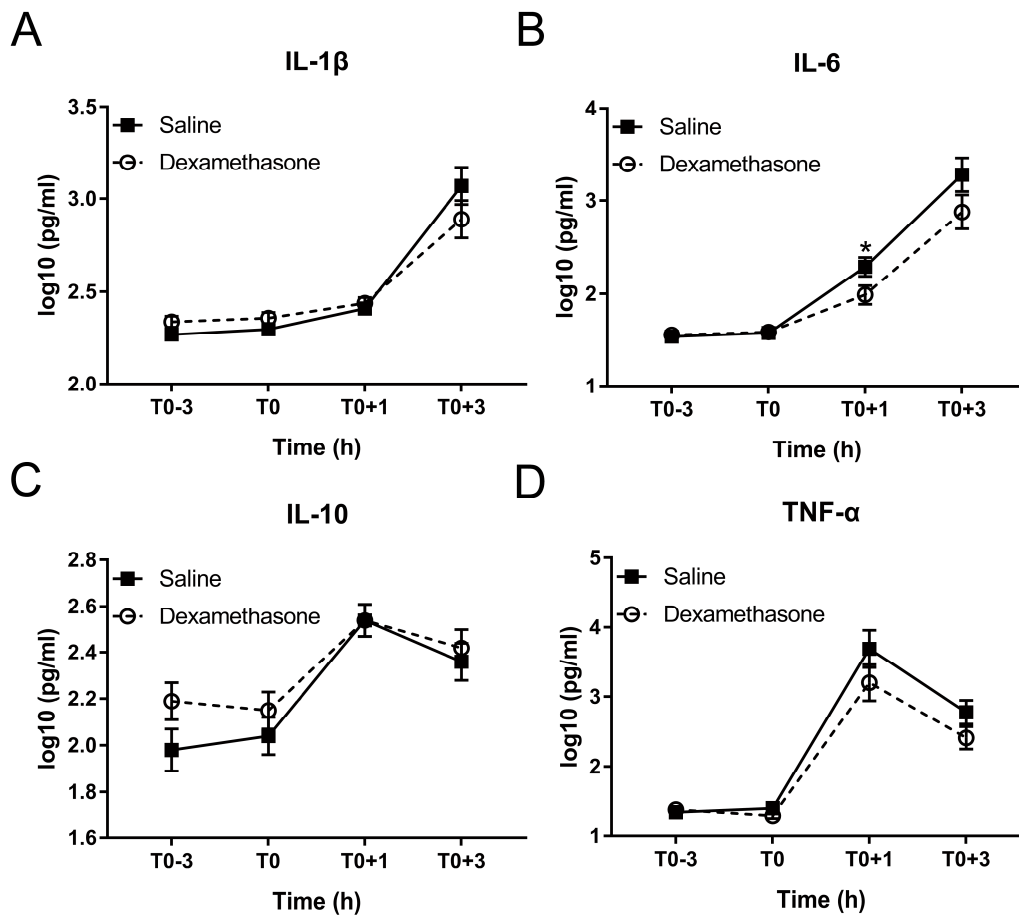 A
IL-1β
3.5
3.0
2.5
2.0
log10 (pg/ml)
Saline
Dexamethasone
T0-3 T0 T0+1 T0+3
Time (h)
B
IL-6
4
3
2
1
log10 (pg/ml)
Saline
Dexamethasone
*
T0-3 T0 T0+1 T0+3
Time (h)
C
IL-10
2.8
2.6
2.4
2.2
2.0
1.8
1.6
log10 (pg/ml)
Saline
Dexamethasone
T0-3 T0 T0+1 T0+3
Time (h)
D
TNF-α
5
4
3
2
1
log10 (pg/ml)
Saline
Dexamethasone
T0-3 T0 T0+1 T0+3
Time (h)